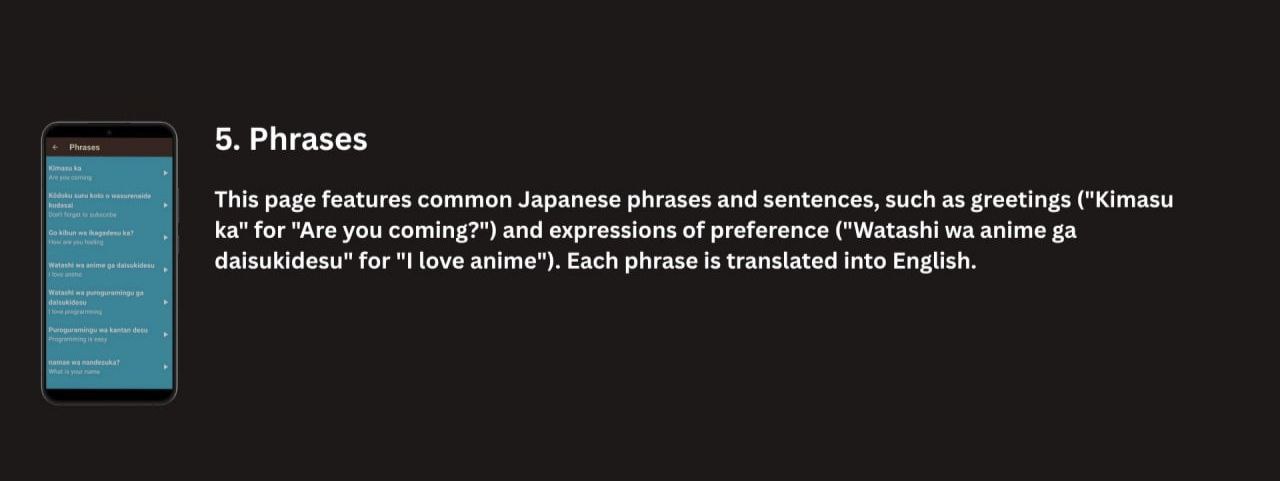 5. Phrases
This page features common Japanese phrases and sentences, such as greetings ("Kimasu
ka" for "Are you coming?") and expressions of preference ("Watashi wa anime ga
daisukidesu" for "I love anime"). Each phrase is translated into English.
Phrases
Kimasu ka
Are you coming
Kōdoku suru koto o wasurenaide
kudasai
Don't forget to subscribe
Go kibun wa ikagadesu ka?
How are you feeling
Watashi wa anime ga daisukidesu
I love anime
Watashi wa puroguramingu ga
daisukidesu
I love programming
Puroguramingu wa kantan desu
Programming is easy
namae wa nandesuka?
What is your name